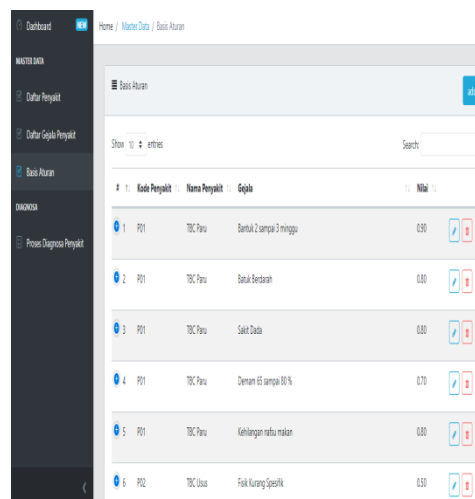 Dashboard NEW
Home / Master Data / Basis Aturan
MASTER DATA
Daftar Penyakit
Daftar Gejala Penyakit
Basis Aturan
DIAGNOSA
Proses Diagnosa Penyakit
Basis Aturan
add
Show 10 entries
Search:
# Kode Penyakit Nama Penyakit Gejala Nilai
1 P01 TBC Paru Bantuk 2 sampai 3 minggu 0.90
2 P01 TBC Paru Batuk Berdarah 0.80
3 P01 TBC Paru Sakit Dada 0.80
4 P01 TBC Paru Demam 65 sampai 80 % 0.70
5 P01 TBC Paru Kehilangan nafsu makan 0.80
6 P02 TBC Usus Fisik Kurang Spesifik 0.50